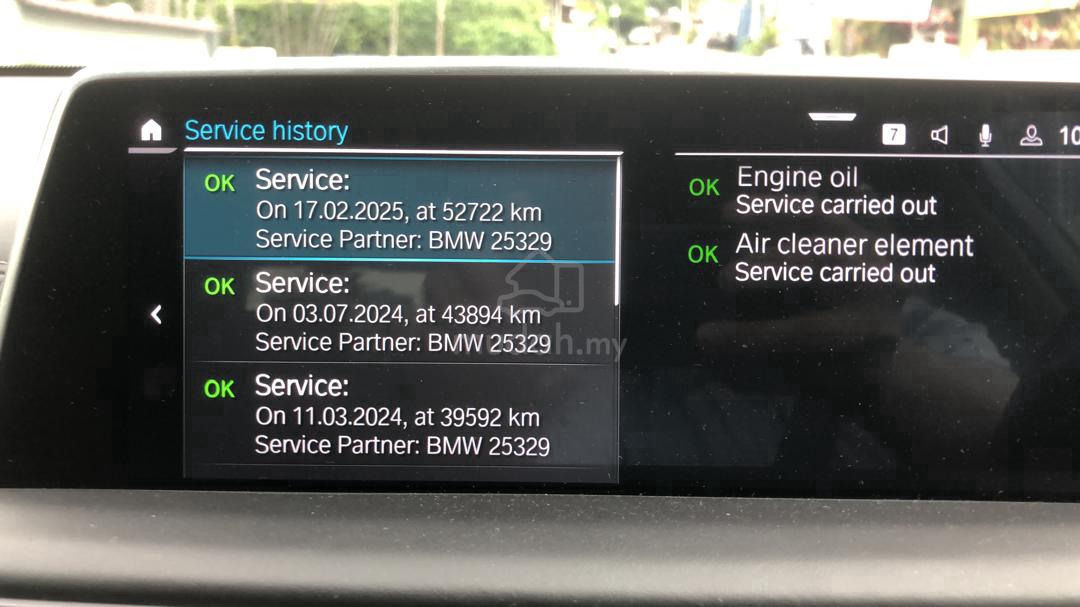 Service history
7
10
OK Service:
On 17.02.2025, at 52722 km
Service Partner: BMW 25329
OK Service:
On 03.07.2024, at 43894 km
Service Partner: BMW 25329
OK Service:
On 11.03.2024, at 39592 km
Service Partner: BMW 25329
OK Engine oil
Service carried out
OK Air cleaner element
Service carried out
mudah.my